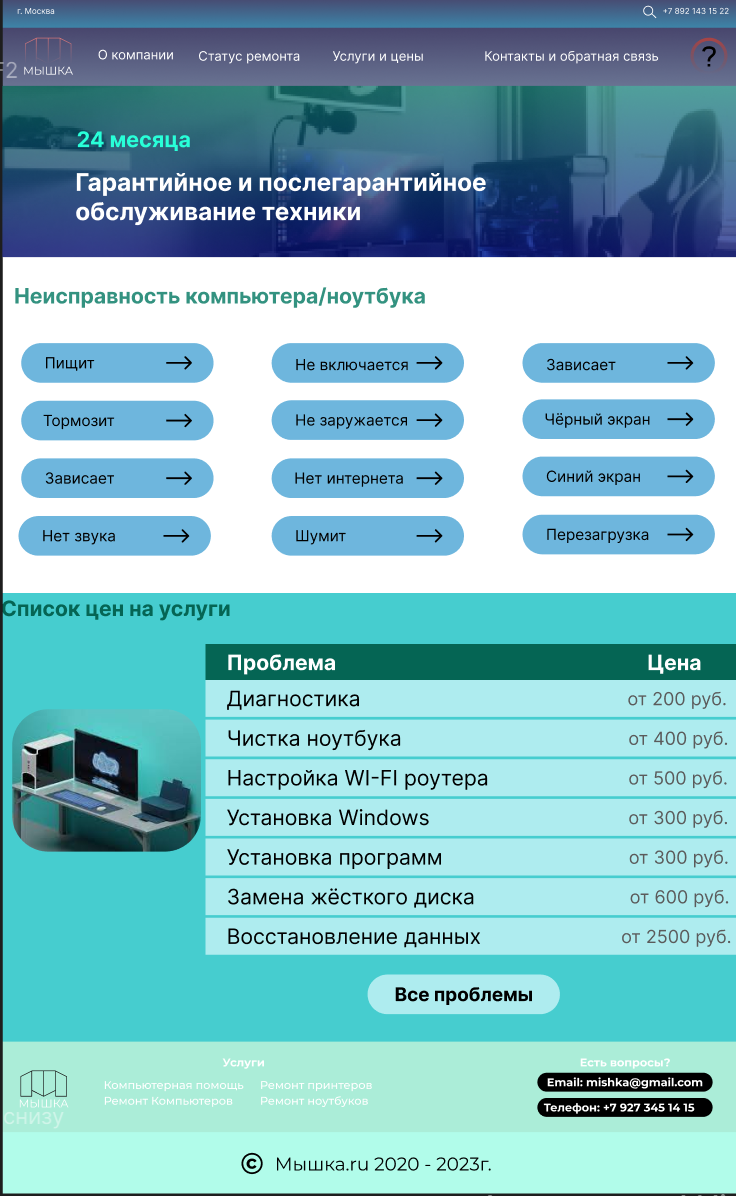 г. Москва
+7 892 143 15 22
F2
МЫШКА
О компании
Статус ремонта
Услуги и цены
Контакты и обратная связь
?
24 месяца
Гарантийное и послегарантийное
обслуживание техники
Неисправность компьютера/ноутбука
Пищит
Не включается
Зависает
Тормозит
Не заружается
Чёрный экран
Зависает
Нет интернета
Синий экран
Нет звука
Шумит
Перезагрузка
Список цен на услуги
Проблема Цена
Диагностика от 200 руб.
Чистка ноутбука от 400 руб.
Настройка WI-FI роутера от 500 руб.
Установка Windows от 300 руб.
Установка программ от 300 руб.
Замена жёсткого диска от 600 руб.
Восстановление данных от 2500 руб.
Все проблемы
МЫШКА
снизу
Услуги
Компьютерная помощь Ремонт принтеров
Ремонт Компьютеров Ремонт ноутбуков
Есть вопросы?
Email: mishka@gmail.com
Телефон: +7 927 345 14 15
© Мышка.ru 2020 - 2023г.